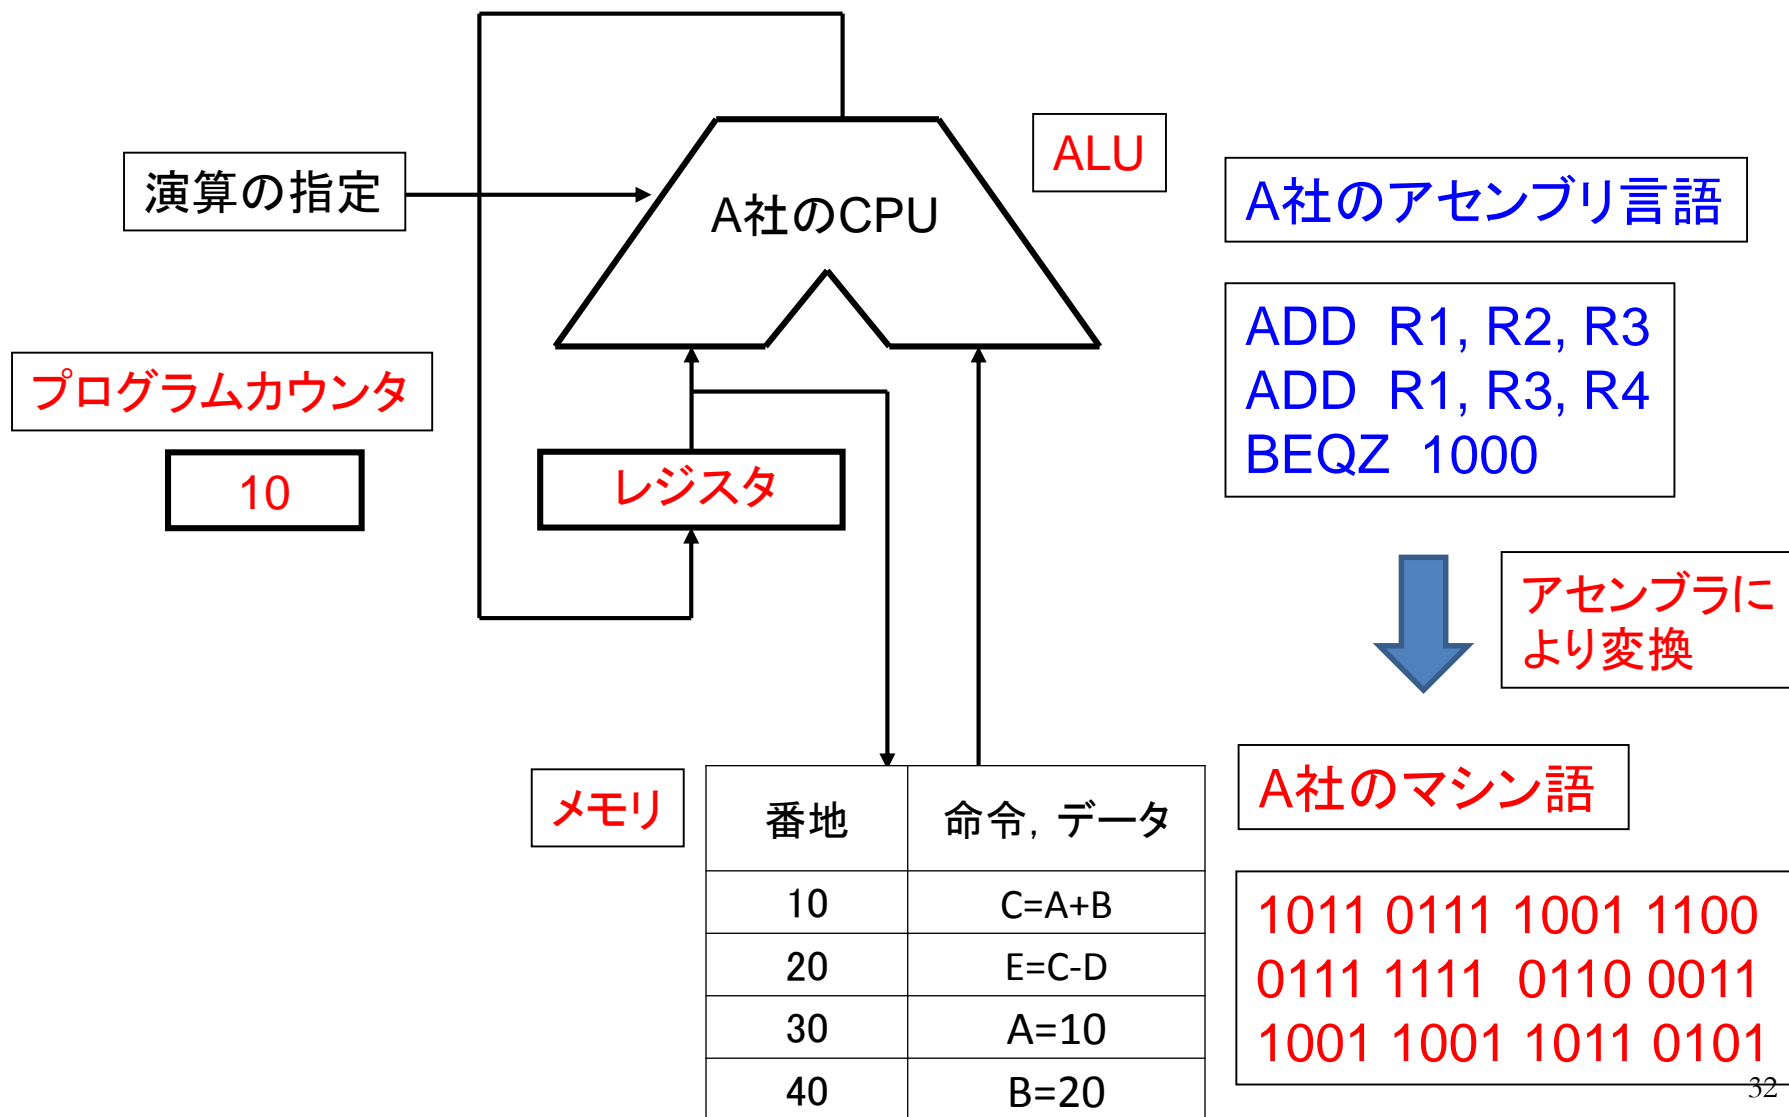 演算の指定
A社のCPU
ALU
プログラムカウンタ
10
レジスタ
メモリ
番地 命令，データ
10 C=A+B
20 E=C-D
30 A=10
40 B=20
A社のアセンブリ言語
ADD R1, R2, R3
ADD R1, R3, R4
BEQZ 1000
アセンブラに
より変換
A社のマシン語
1011 0111 1001 1100
0111 1111 0110 0011
1001 1001 1011 0101
32